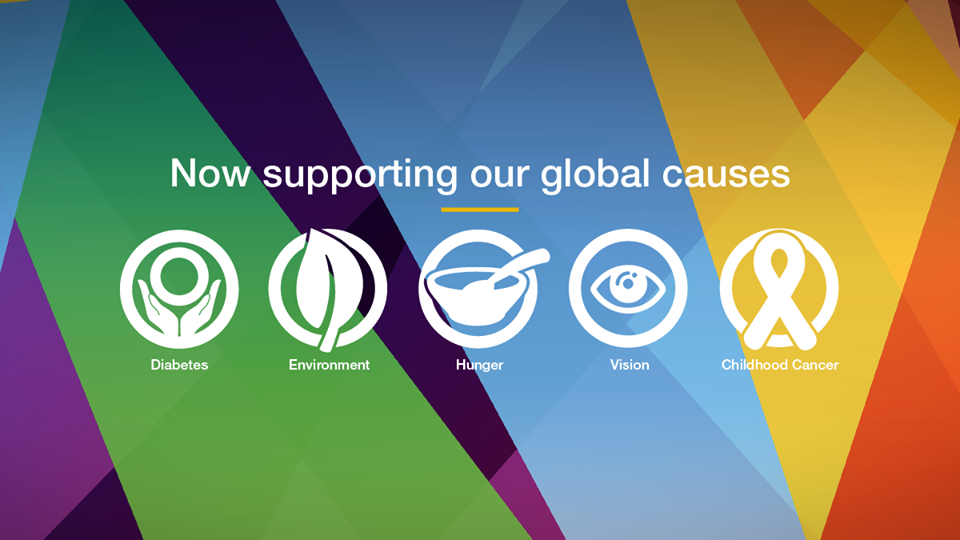 Now supporting our global causes
Diabetes
Environment
Hunger
Vision
Childhood Cancer